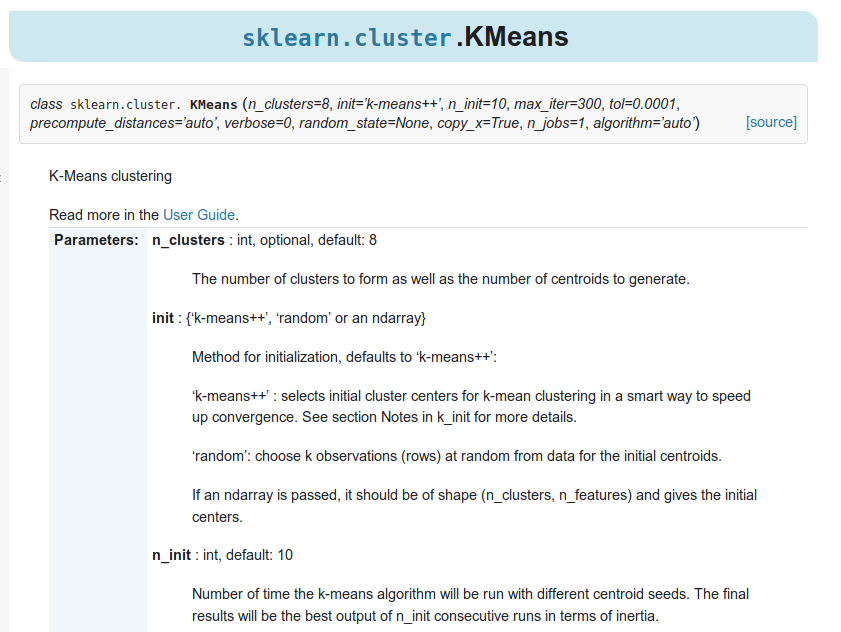 sklearn.cluster.KMeans
class sklearn.cluster. KMeans (n_clusters=8, init=’k-means++’, n_init=10, max_iter=300, tol=0.0001,
precompute_distances=’auto’, verbose=0, random_state=None, copy_x=True, n_jobs=1, algorithm=’auto’) [source]
K-Means clustering
Read more in the User Guide.
Parameters: n_clusters : int, optional, default: 8
The number of clusters to form as well as the number of centroids to generate.
init : {‘k-means++’, ‘random’ or an ndarray}
Method for initialization, defaults to ‘k-means++’:
‘k-means++’ : selects initial cluster centers for k-mean clustering in a smart way to speed
up convergence. See section Notes in k_init for more details.
‘random’: choose k observations (rows) at random from data for the initial centroids.
If an ndarray is passed, it should be of shape (n_clusters, n_features) and gives the initial
centers.
n_init : int, default: 10
Number of time the k-means algorithm will be run with different centroid seeds. The final
results will be the best output of n_init consecutive runs in terms of inertia.